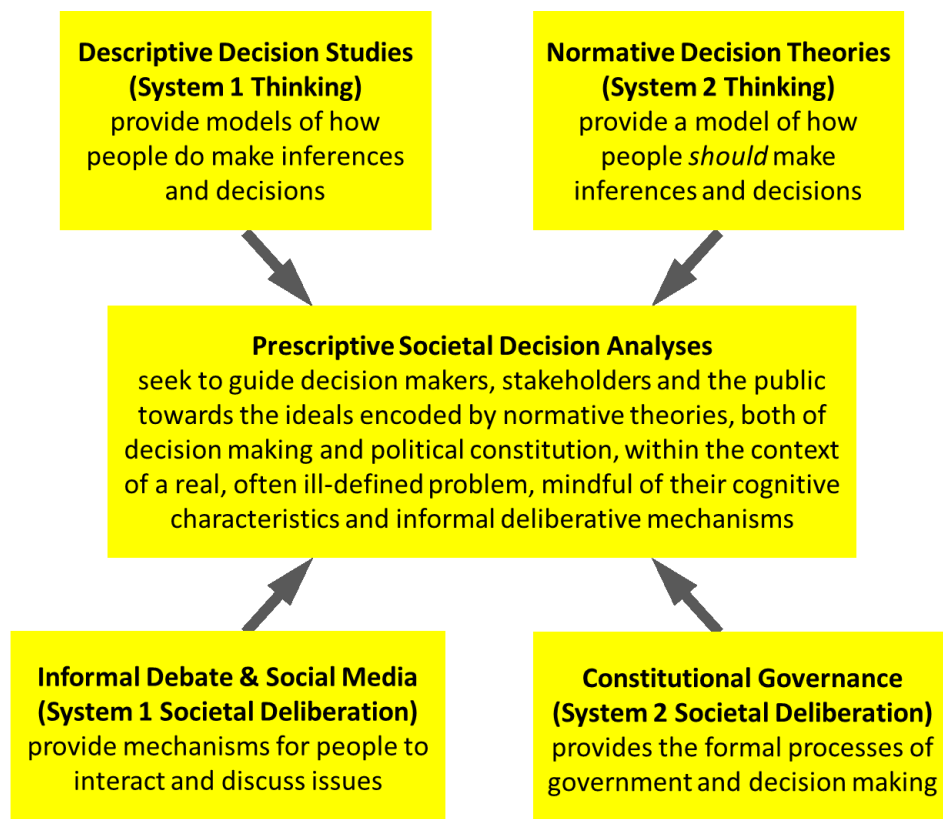 Descriptive Decision Studies
(System 1 Thinking)
provide models of how
people do make inferences
and decisions
Normative Decision Theories
(System 2 Thinking)
provide a model of how
people should make
inferences and decisions
Prescriptive Societal Decision Analyses
seek to guide decision makers, stakeholders and the public
towards the ideals encoded by normative theories, both of
decision making and political constitution, within the context
of a real, often ill-defined problem, mindful of their cognitive
characteristics and informal deliberative mechanisms
Informal Debate & Social Media
(System 1 Societal Deliberation)
provide mechanisms for people to
interact and discuss issues
Constitutional Governance
(System 2 Societal Deliberation)
provides the formal processes of
government and decision making